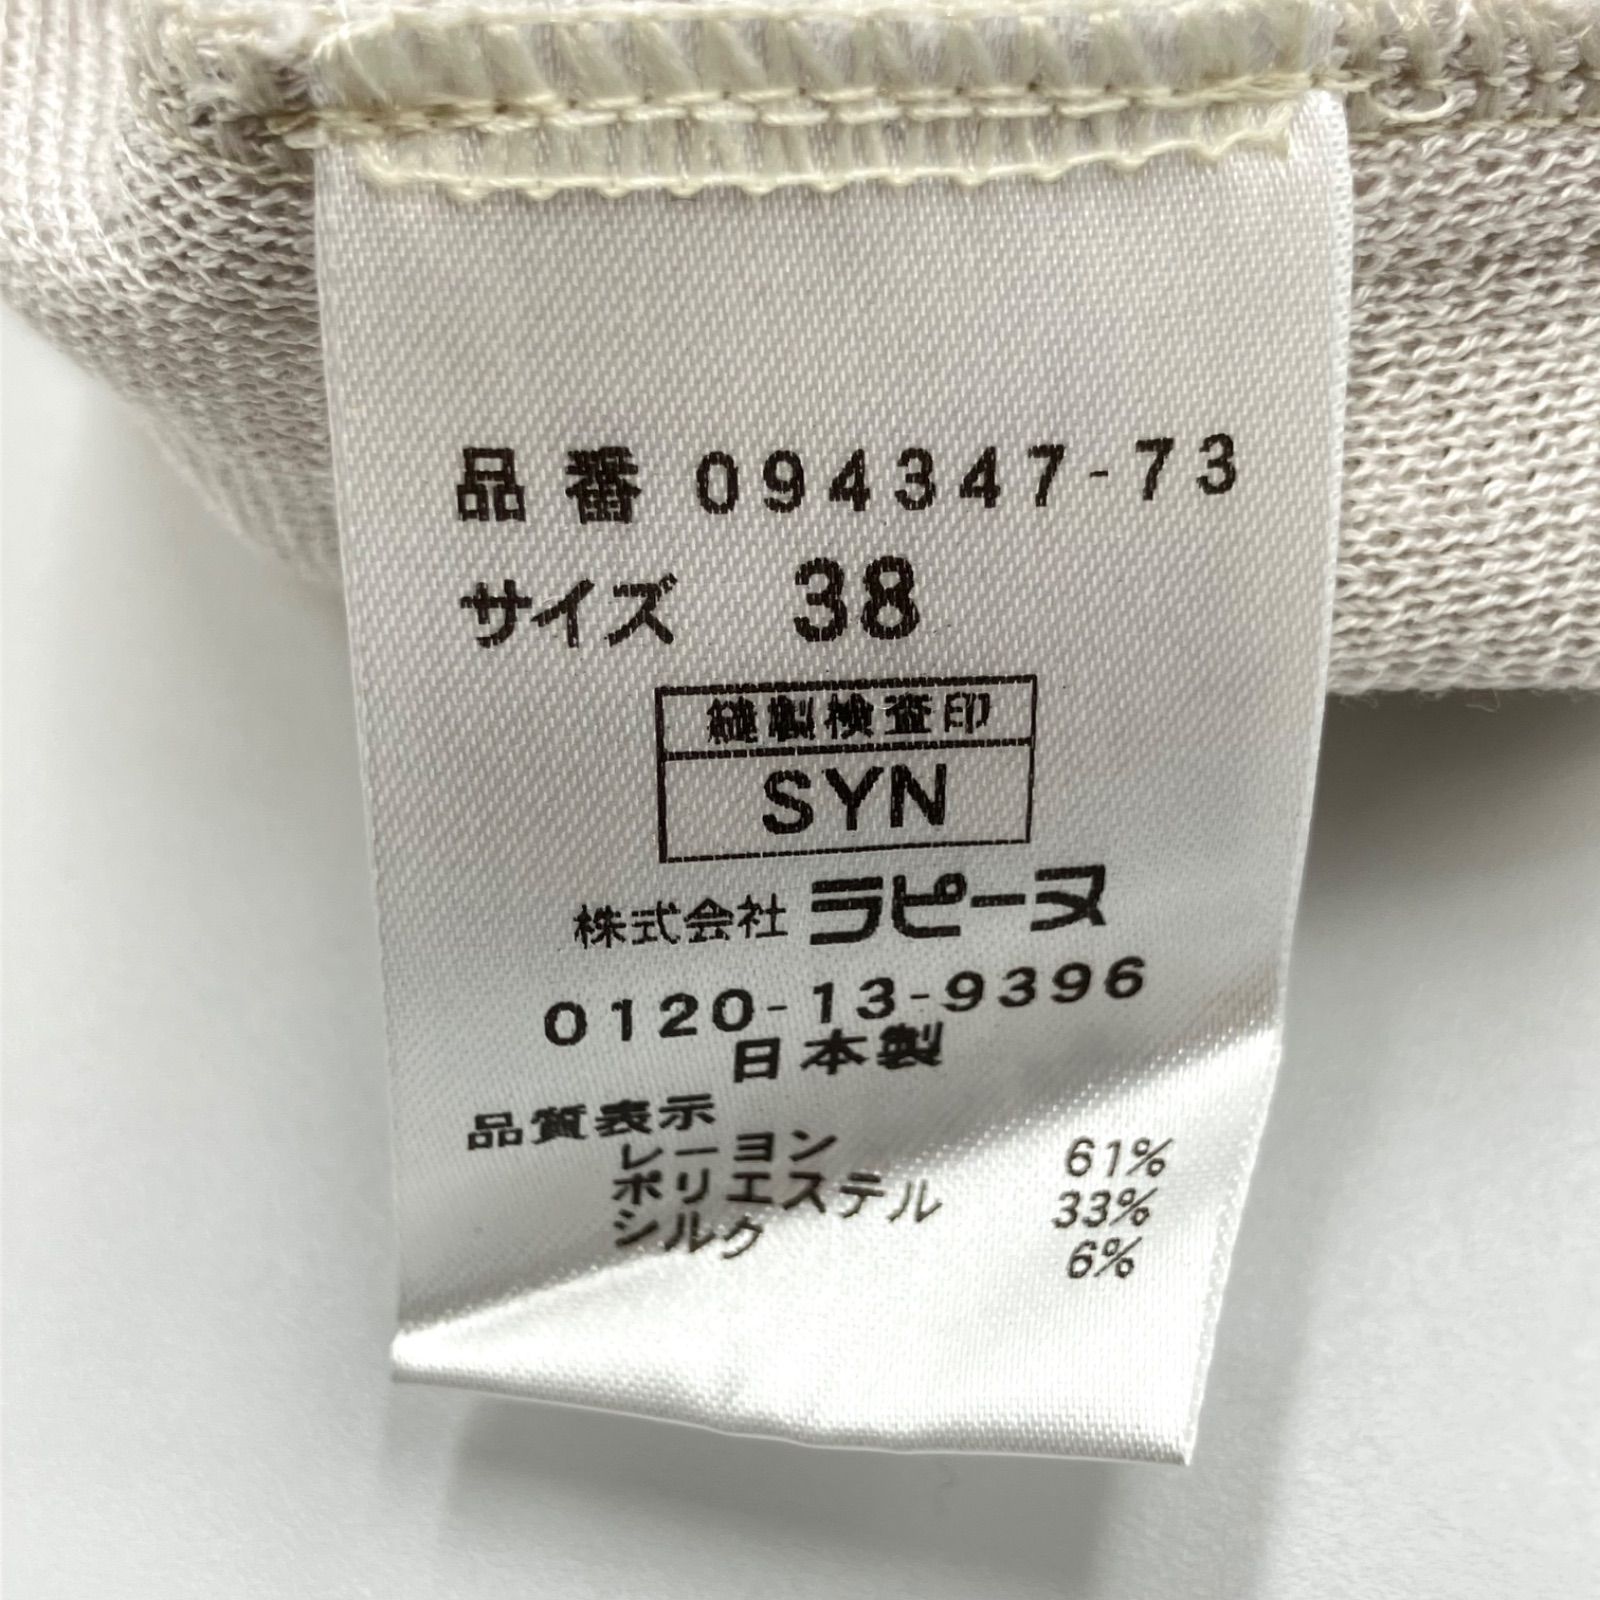 品番 094347-73
サイズ 38
縫製検査印
SYN
株式会社 ラピーヌ
0120-13-9396
日本製
品質表示
レーヨン 61%
ポリエステル 33%
シルク 6%